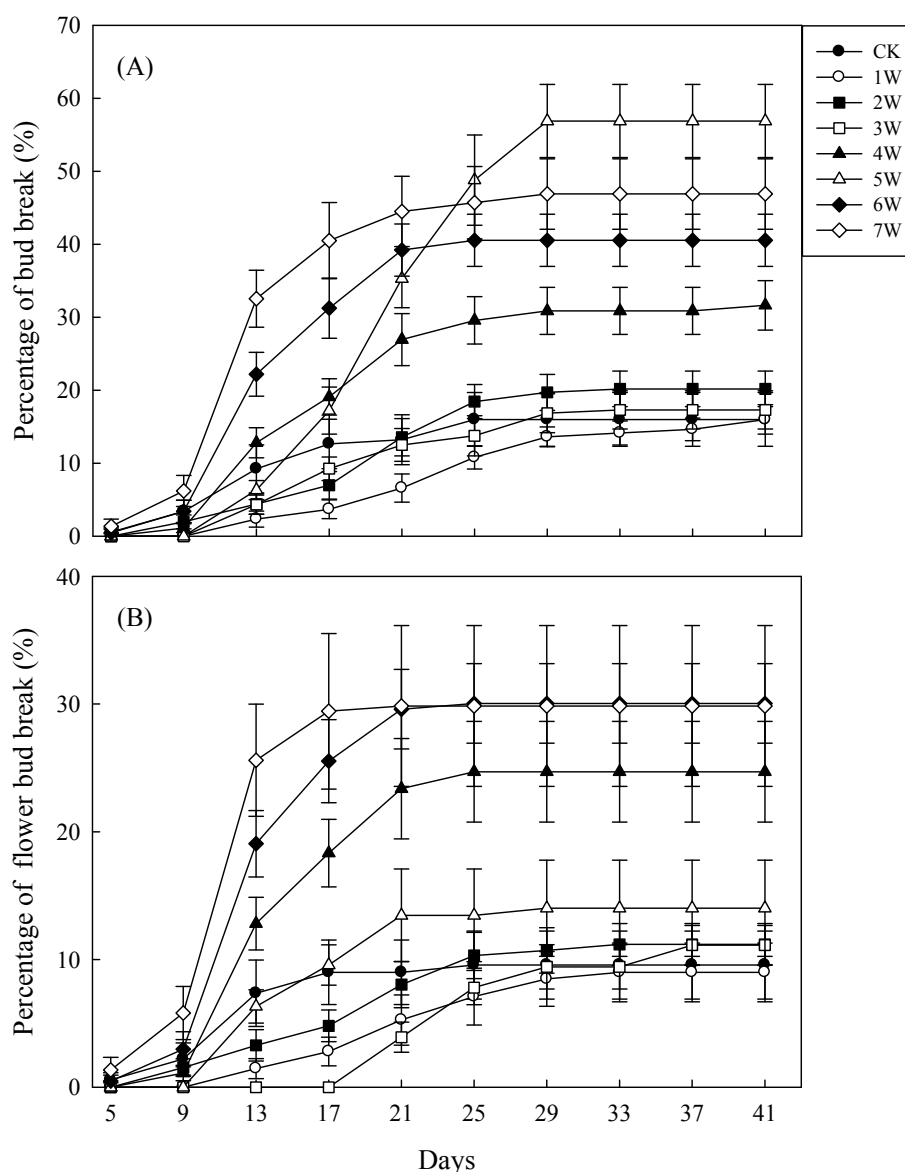 Percentage of bud break (%)
70
60
50
40
30
20
10
0
(A)
CK
1W
2W
3W
4W
5W
6W
7W
Percentage of flower bud break (%)
40
30
20
10
0
(B)
5 9 13 17 21 25 29 33 37 41
Days